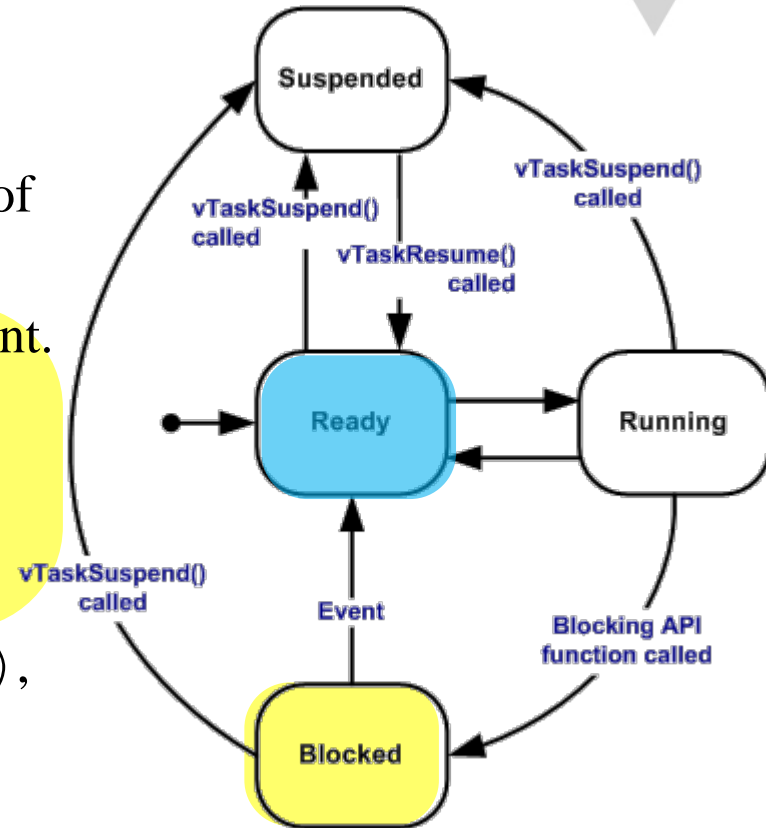 Suspended
of
vTaskSuspend()
called
vTaskSuspend()
called
vTaskResume()
called
nt.
Ready
Running
vTaskSuspend()
called
Event
Blocking API
function called
),
Blocked